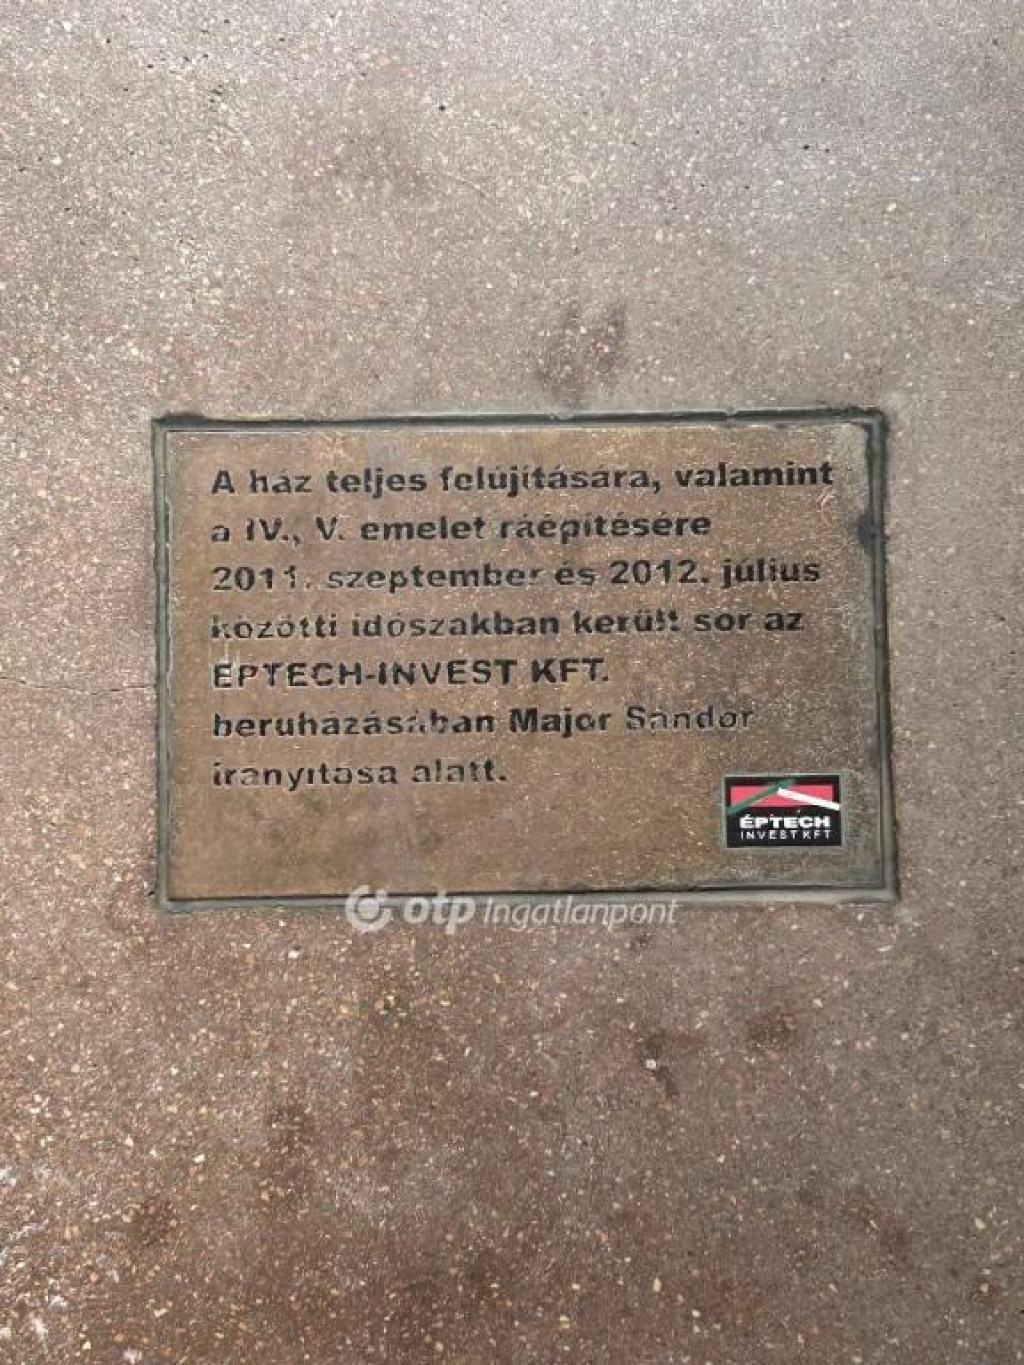 A ház teljes felújítására, valamint
a IV., V. emelet ráépítésére
2011. szeptember és 2012. július
közötti időszakban került sor az
ÉPTECH-INVEST KFT.
beruházásában Major Sándor
irányítása alatt.
ÉPTECH
INVEST KFT
otp Ingatlanpont